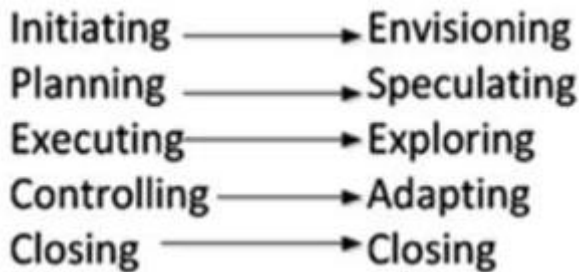 Initiating Envisioning
Planning Speculating
Executing Exploring
Controlling Adapting
Closing Closing